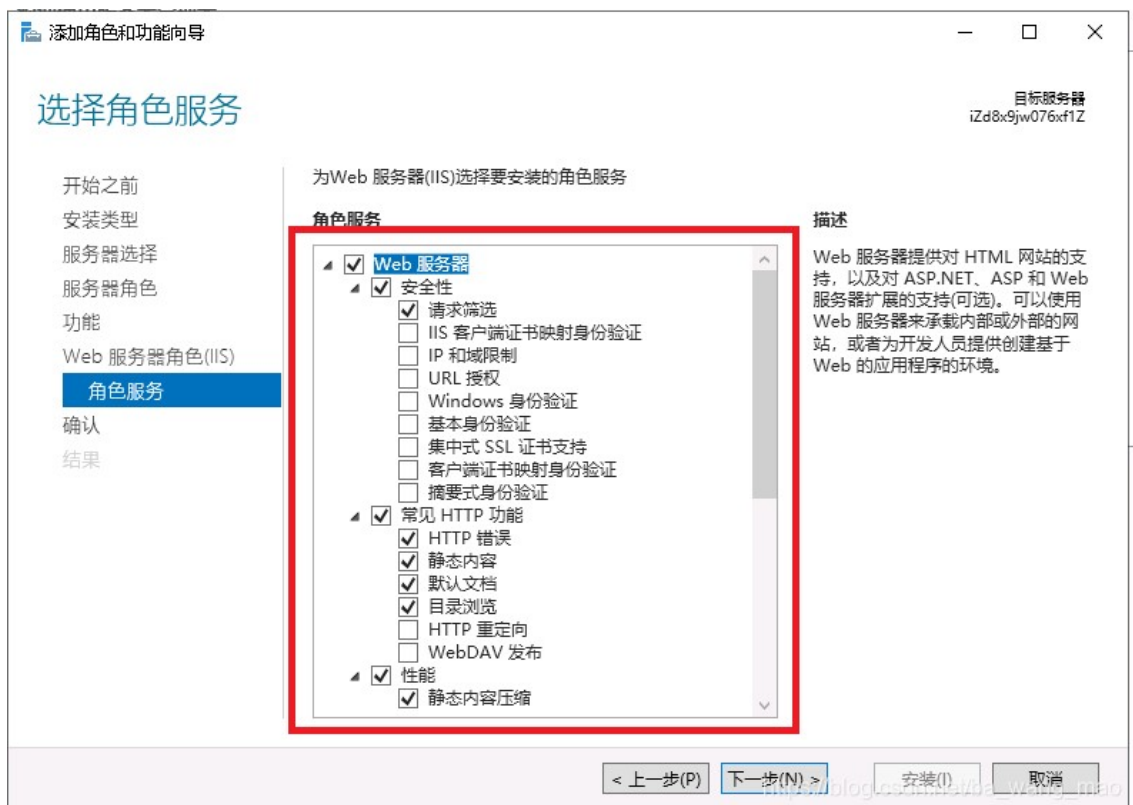 添加角色和功能向导
选择角色服务
目标服务器
iZd8x9jw076xf1Z
开始之前
安装类型
服务器选择
服务器角色
功能
Web 服务器角色(IIS)
角色服务
确认
结果
为Web 服务器(IIS)选择要安装的角色服务
角色服务
Web 服务器
安全性
请求筛选
IIS 客户端证书映射身份验证
IP 和域限制
URL 授权
Windows 身份验证
基本身份验证
集中式 SSL 证书支持
客户端证书映射身份验证
摘要式身份验证
常见 HTTP 功能
HTTP 错误
静态内容
默认文档
目录浏览
HTTP 重定向
WebDAV 发布
性能
静态内容压缩
描述
Web 服务器提供对 HTML 网站的支
持，以及对 ASP.NET、ASP 和 Web
服务器扩展的支持(可选)。可以使用
Web 服务器来承载内部或外部的网
站，或者为开发人员提供创建基于
Web 的应用程序的环境。
< 上一步(P)
下一步(N) >
安装(I)
取消
https://blog.csdn.net/ba_wang_mao